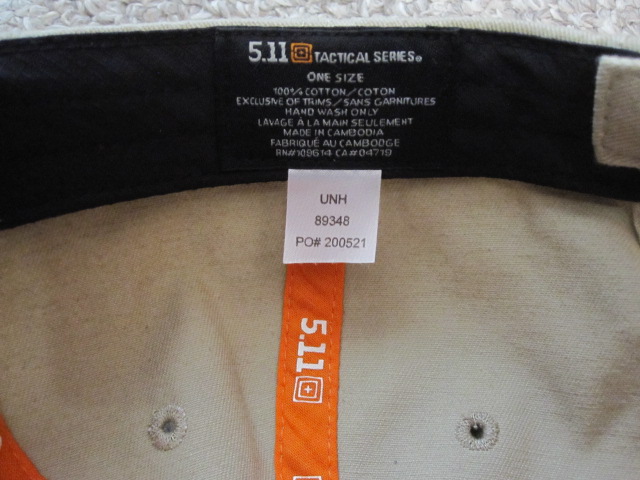 5.11 TACTICAL SERIES®
ONE SIZE
100% COTTON/COTON
EXCLUSIVE OF TRIMS/SANS GARNITURES
HAND WASH ONLY
LAVAGE À LA MAIN SEULEMENT
MADE IN CAMBODIA
FABRIQUÉ AU CAMBODGE
RN#109614 CA#04719
UNH
89348
PO# 200521
5.11